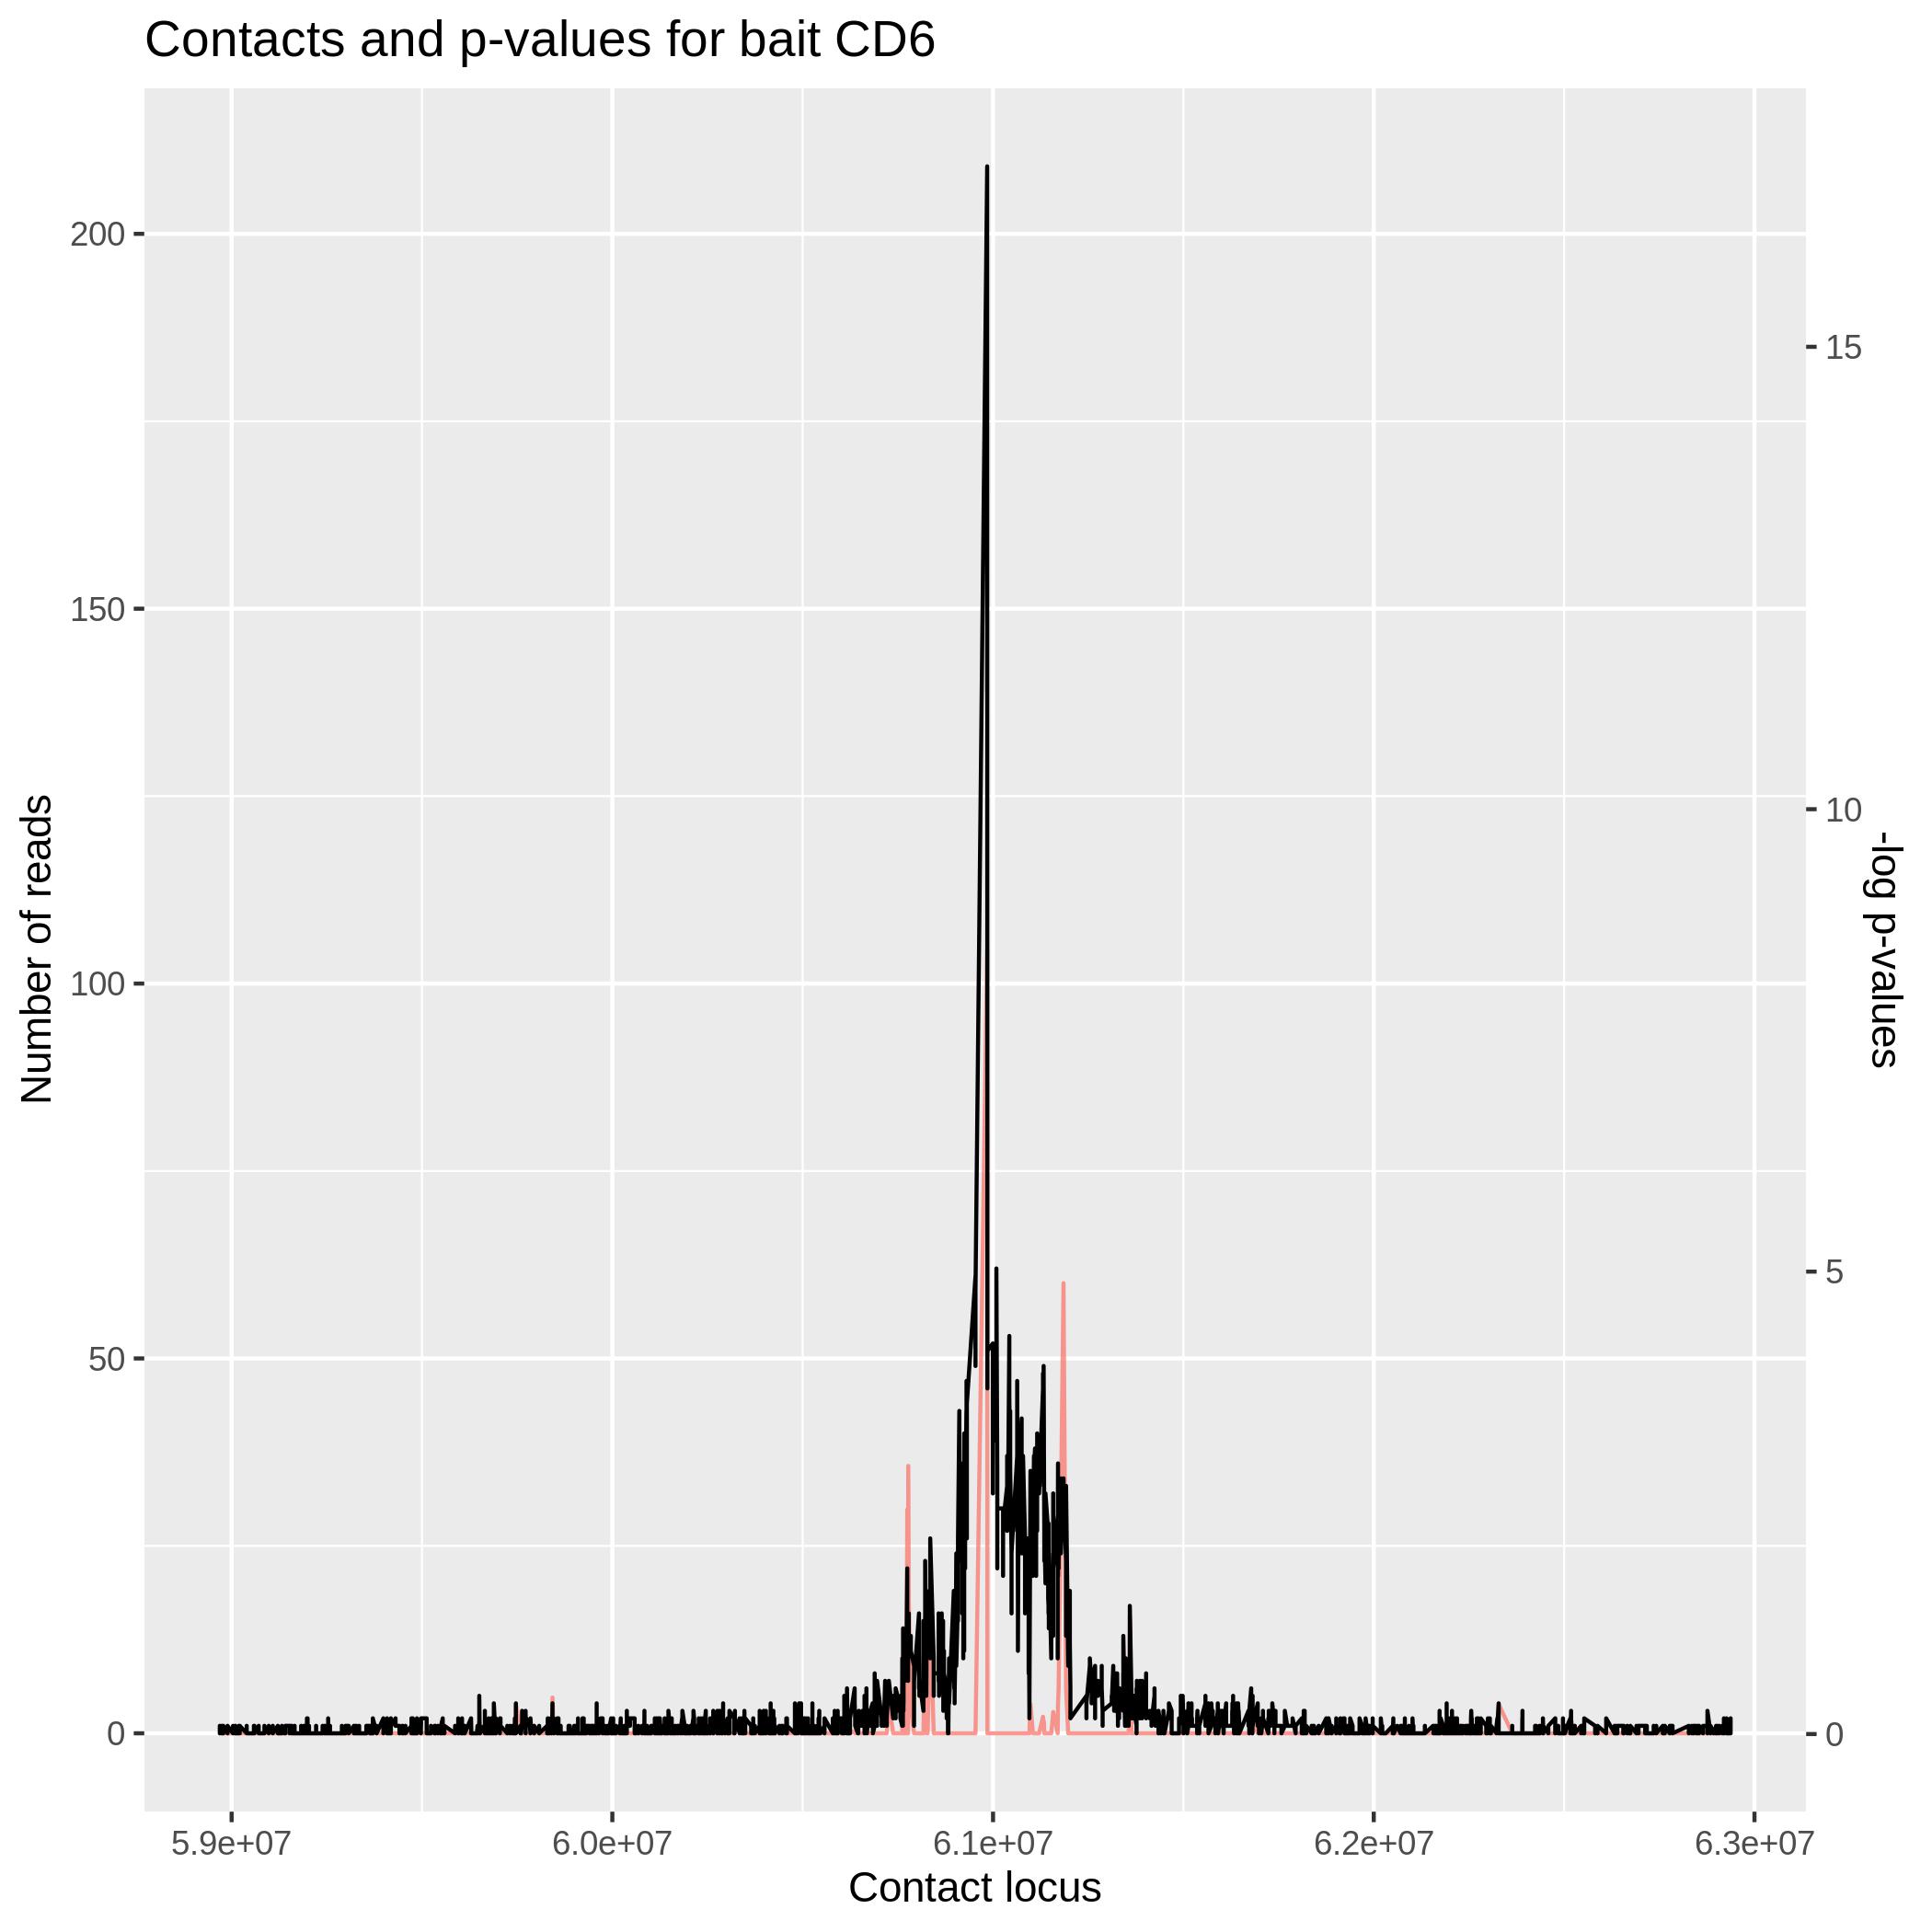 Contacts and p-values for bait CD6
200
150
100
50
0
Number of reads
15
10
5
0
-log p-values
5.9e+07
6.0e+07
6.1e+07
6.2e+07
6.3e+07
Contact locus